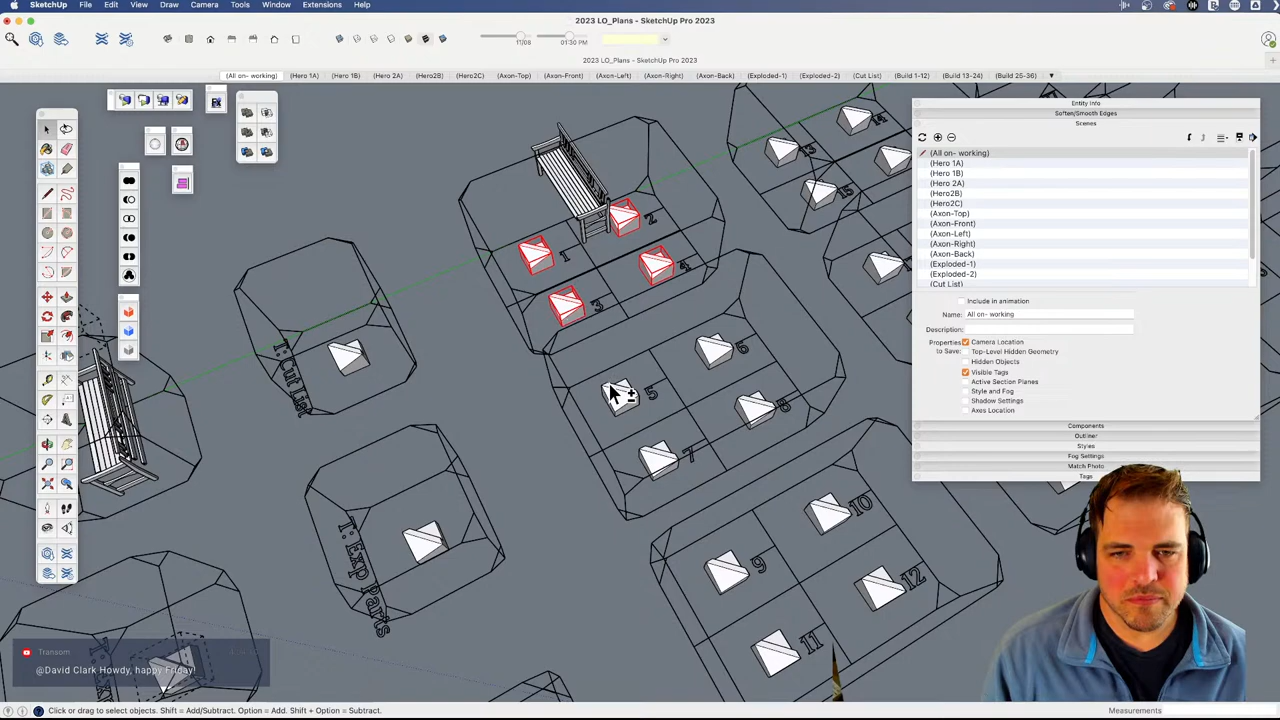 SketchUp File Edit View Draw Camera Tools Window Extensions Help
2023 LO_Plans - SketchUp Pro 2023
11/08 01:30 PM
2023 LO_Plans - SketchUp Pro 2023
(All on- working) (Hero 1A) (Hero 1B) (Hero 2A) (Hero2B) (Hero2C) (Axon-Top) (Axon-Front) (Axon-Left) (Axon-Right) (Axon-Back) (Exploded-1) (Exploded-2) (Cut List) (Build 1-12) (Build 13-24) (Build 25-36)
Entity Info
Soften/Smooth Edges
Scenes
(All on- working)
(Hero 1A)
(Hero 1B)
(Hero 2A)
(Hero2B)
(Hero2C)
(Axon-Top)
(Axon-Front)
(Axon-Left)
(Axon-Right)
(Axon-Back)
(Exploded-1)
(Exploded-2)
(Cut List)
Include in animation
Name: All on- working
Description:
Properties to Save:
Camera Location
Top-Level Hidden Geometry
Hidden Objects
Visible Tags
Active Section Planes
Style and Fog
Shadow Settings
Axes Location
Components
Outliner
Styles
Fog Settings
Match Photo
Tags
1
2
3
4
5
6
7
8
9
10
11
12
13
14
15
T: Cut List
T: Exp Parts
Transom
@David Clark Howdy, happy Friday!
Click or drag to select objects. Shift = Add/Subtract. Option = Add. Shift + Option = Subtract.
Measurements